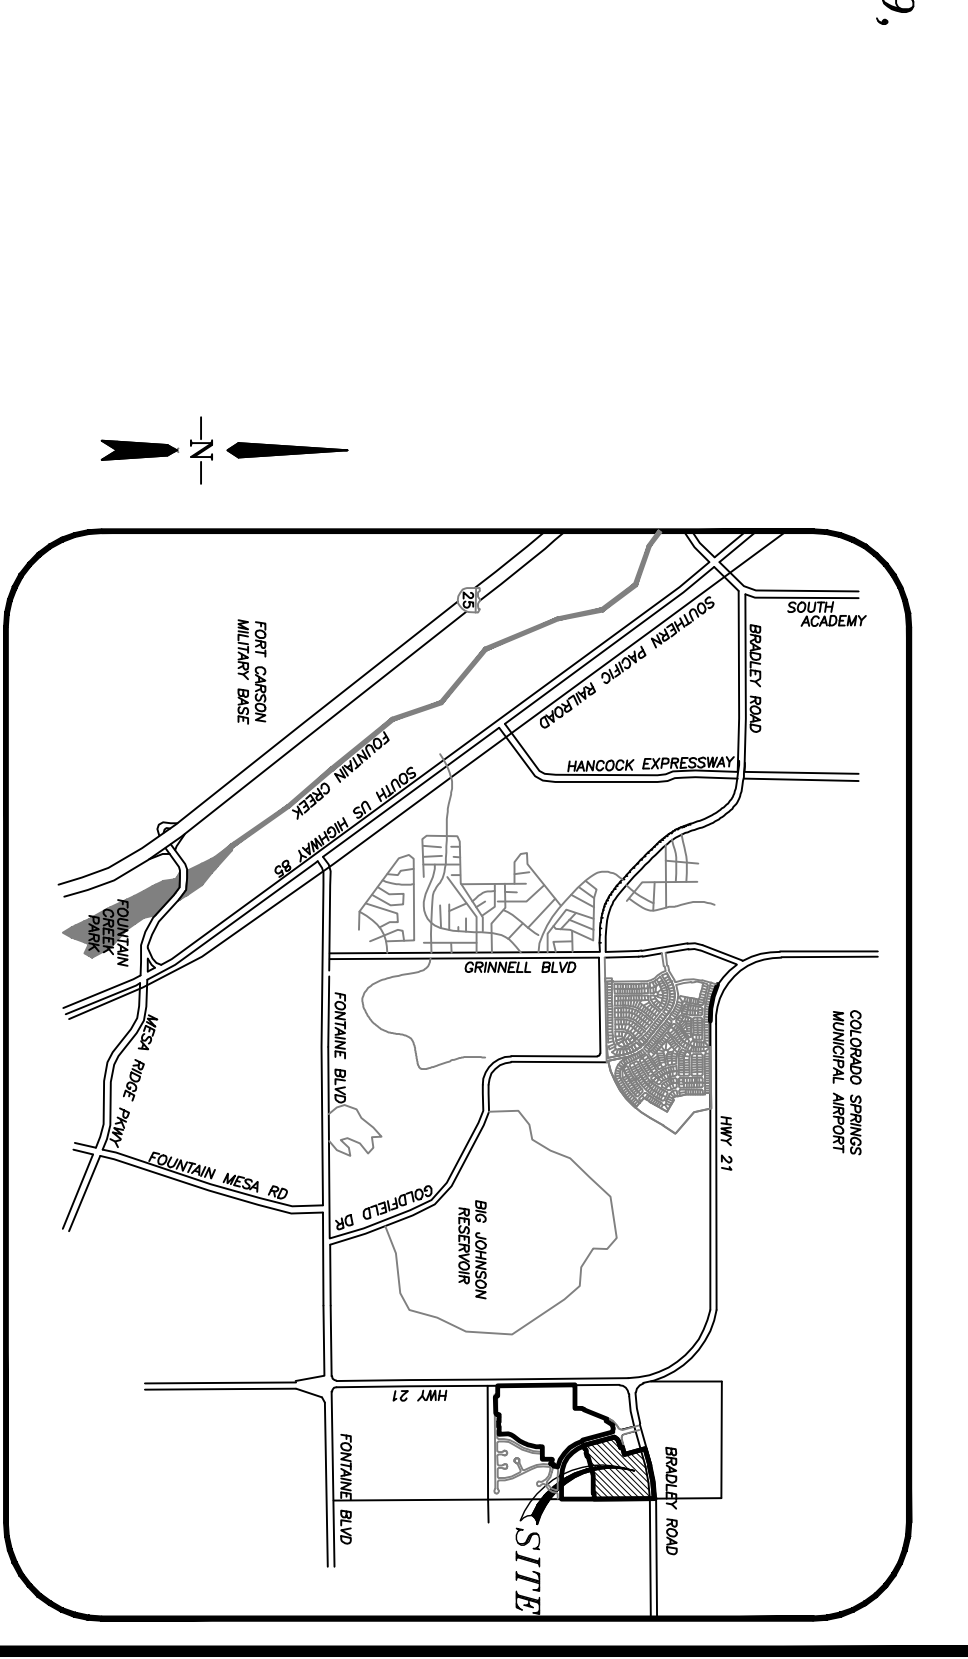 9,
—N—
SOUTH
ACADEMY
BRADLEY ROAD
SOUTHERN PACIFIC RAILROAD
HANCOCK EXPRESSWAY
25
FORT CARSON
MILITARY BASE
FOUNTAIN CREEK
SOUTH US HIGHWAY 85
FOUNTAIN
CREEK
PARK
GRINNELL BLVD
COLORADO SPRINGS
MUNICIPAL AIRPORT
FONTAINE BLVD
MESA RIDGE PKWY
FOUNTAIN MESA RD
GOLDFIELD DR
HWY 21
BIG JOHNSON
RESERVOIR
HWY 21
FONTAINE BLVD
BRADLEY ROAD
SITE